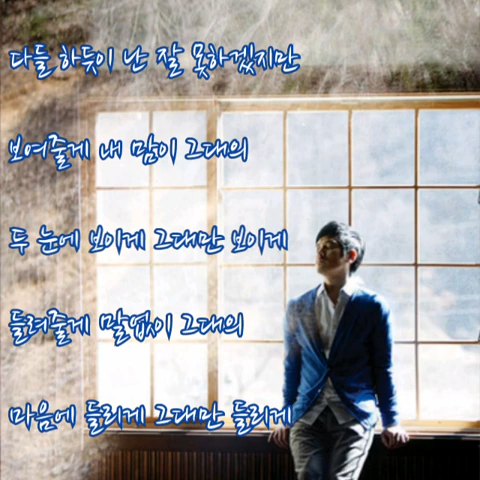 다들 하듯이 난 잘 못하겠지만
보여줄게 내 맘이 그대의
두 눈에 보이게 그대만 보이게
들려줄게 말없이 그대의
마음에 들리게 그대만 들리게